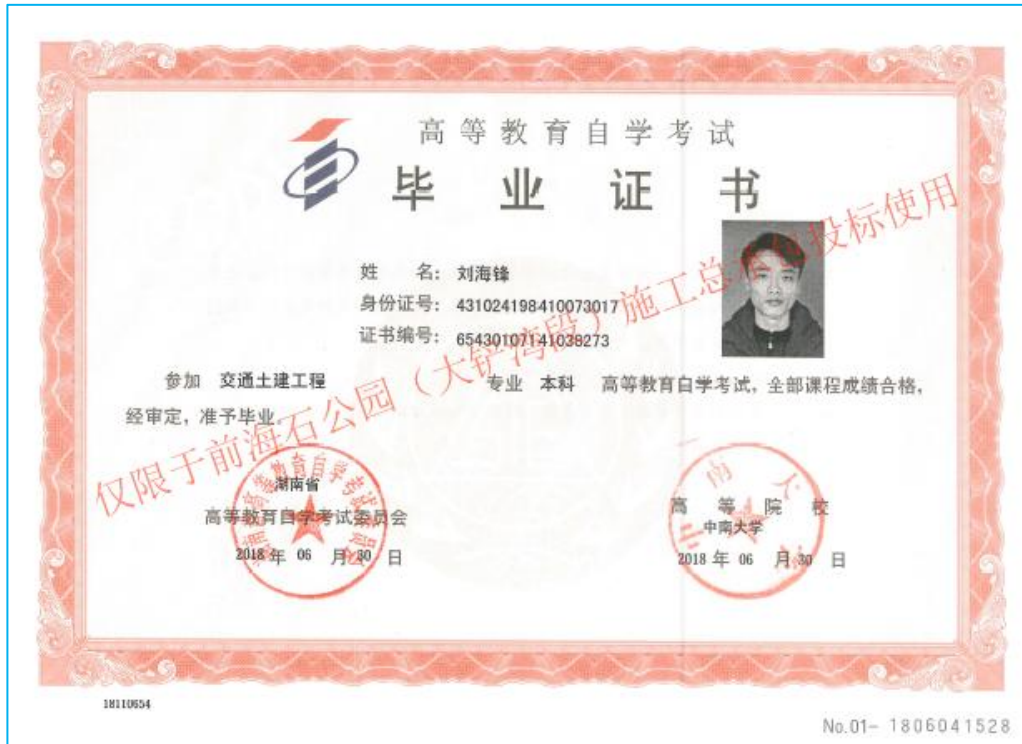 高等教育自学考试
毕业证书
姓 名：刘海锋
身份证号：431024198410073017
证书编号：65430107141038273
参加 交通土建工程 专业 本科 高等教育自学考试，全部课程成绩合格，
经审定，准予毕业。
仅限于前海石公园（大铲湾段）施工总承包投标使用
湖南省
高等教育自学考试委员会
2018 年 06 月 30 日
高等院校
中南大学
2018 年 06 月 30 日
18110654
No.01- 1806041528